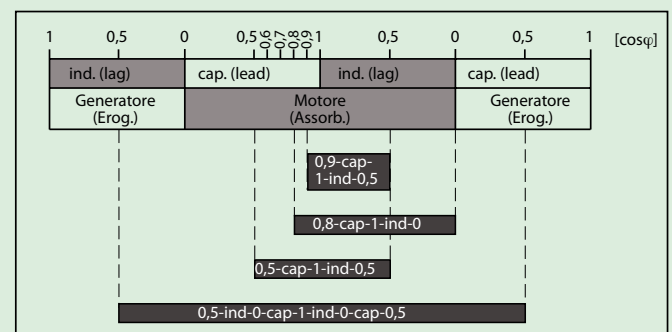 1 0,5 0 0,5 0,6 0,7 0,8 0,9 1 0,5 0 0,5 1 [cosφ]
ind. (lag) cap. (lead) ind. (lag) cap. (lead)
Generatore Motore Generatore
(Erog.) (Assorb.) (Erog.)
0,9-cap-
1-ind-0,5
0,8-cap-1-ind-0
0,5-cap-1-ind-0,5
0,5-ind-0-cap-1-ind-0-cap-0,5